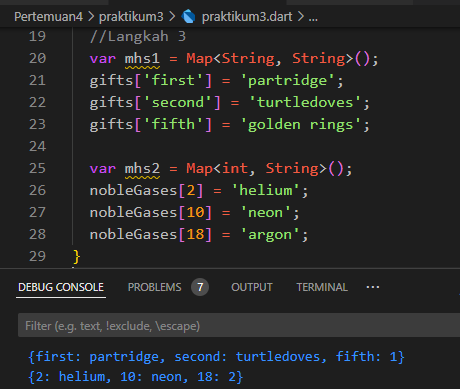 Pertemuan4 > praktikum3 > praktikum3.dart > ...
19 //Langkah 3
20 var mhs1 = Map<String, String>();
21 gifts['first'] = 'partridge';
22 gifts['second'] = 'turtledoves';
23 gifts['fifth'] = 'golden rings';
24
25 var mhs2 = Map<int, String>();
26 nobleGases[2] = 'helium';
27 nobleGases[10] = 'neon';
28 nobleGases[18] = 'argon';
29 }
DEBUG CONSOLE PROBLEMS 7 OUTPUT TERMINAL ...
Filter (e.g. text, !exclude, \escape)
{first: partridge, second: turtledoves, fifth: 1}
{2: helium, 10: neon, 18: 2}